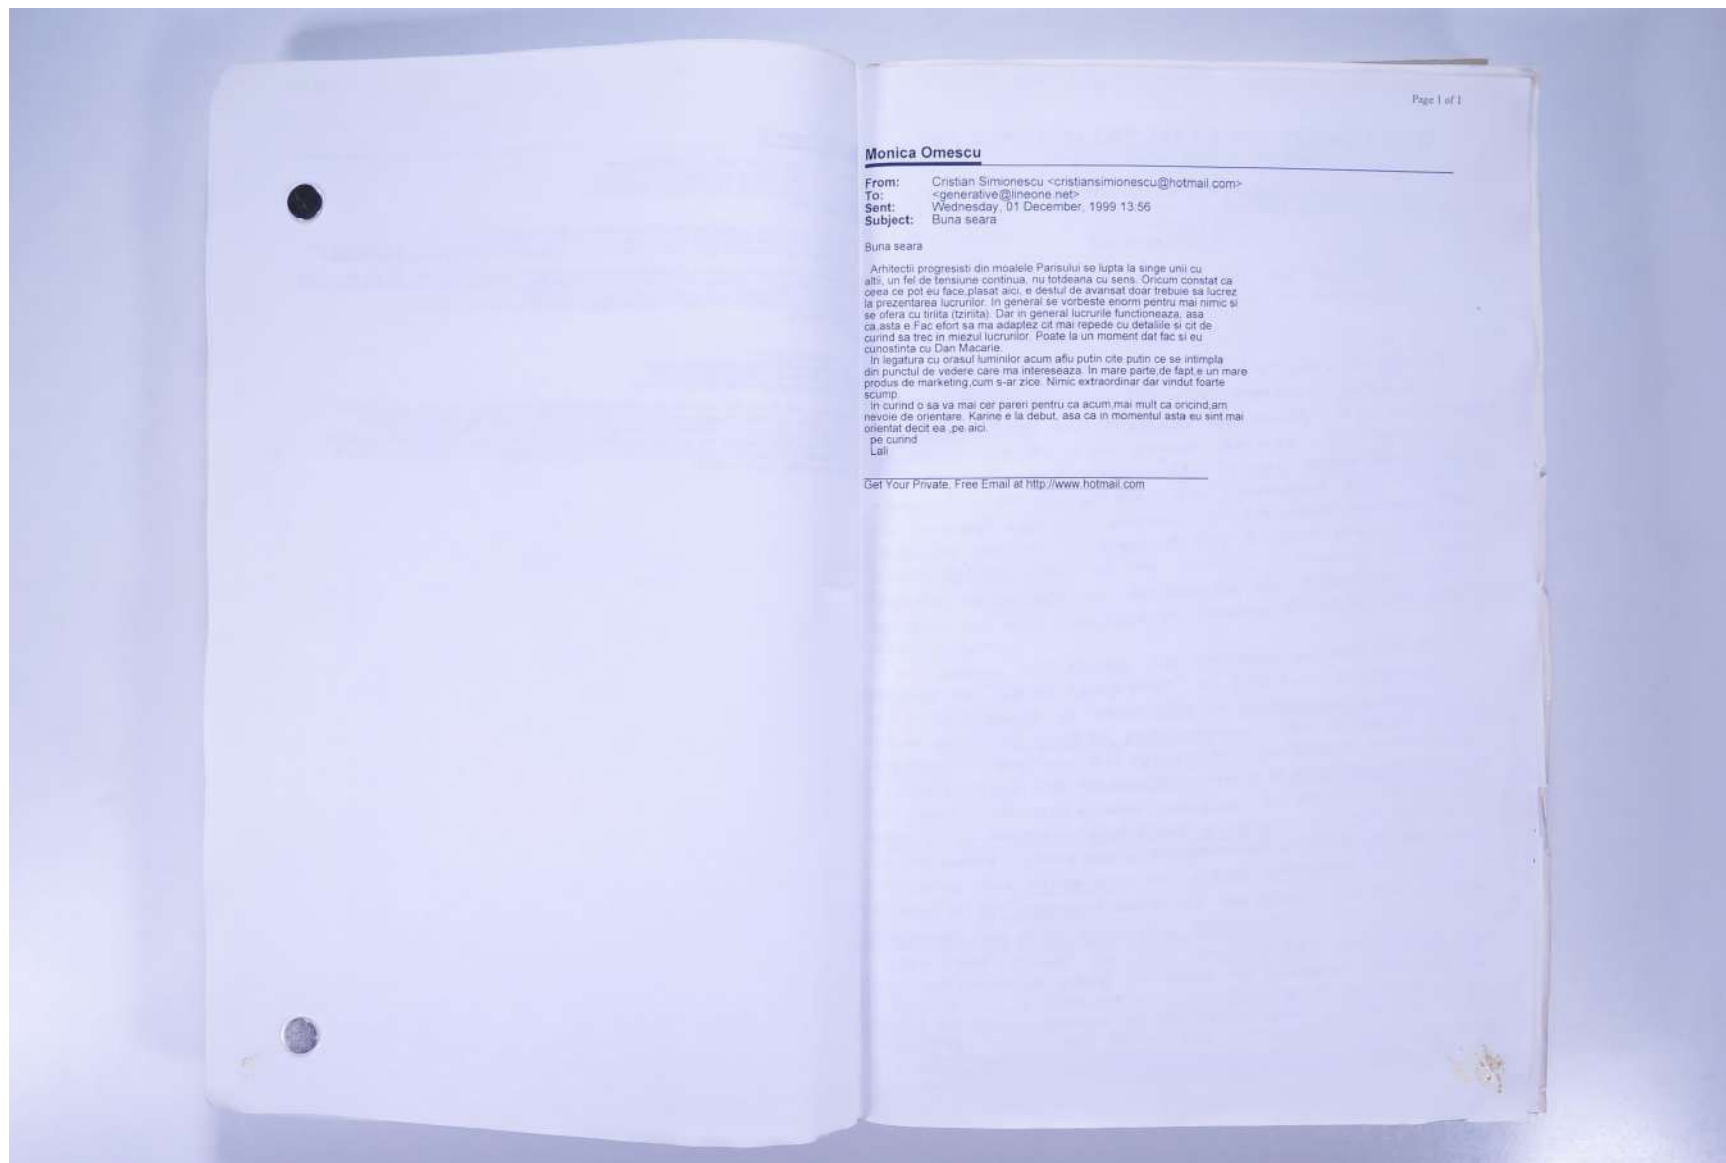 Page 1 of 1
Monica Omescu
From: Cristian Simionescu <cristiansimionescu@hotmail.com>
To: <generative@lineone.net>
Sent: Wednesday, 01 December, 1999 13:56
Subject: Buna seara
Buna seara
Arhitectii progresisti din moalele Parisului se lupta la singe unii cu
altii, un fel de tensiune continua, nu totdeana cu sens. Oricum constat ca
ceea ce pot eu face,plasat aici, e destul de avansat doar trebuie sa lucrez
la prezentarea lucrurilor. In general se vorbeste enorm pentru mai nimic si
se ofera cu tiriita (tziriita). Dar in general lucrurile functioneaza, asa
ca,asta e.Fac efort sa ma adaptez cit mai repede cu detaliile si cit de
curind sa trec in miezul lucrurilor. Poate la un moment dat fac si eu
cunostinta cu Dan Macarie.
In legatura cu orasul luminilor acum aflu putin cite putin ce se intimpla
din punctul de vedere care ma intereseaza. In mare parte,de fapt,e un mare
produs de marketing,cum s-ar zice. Nimic extraordinar dar vindut foarte
scump.
In curind o sa va mai cer pareri pentru ca acum,mai mult ca oricind,am
nevoie de orientare. Karine e la debut, asa ca in momentul asta eu sint mai
orientat decit ea ,pe aici.
pe curind
Lali
Get Your Private, Free Email at http://www.hotmail.com